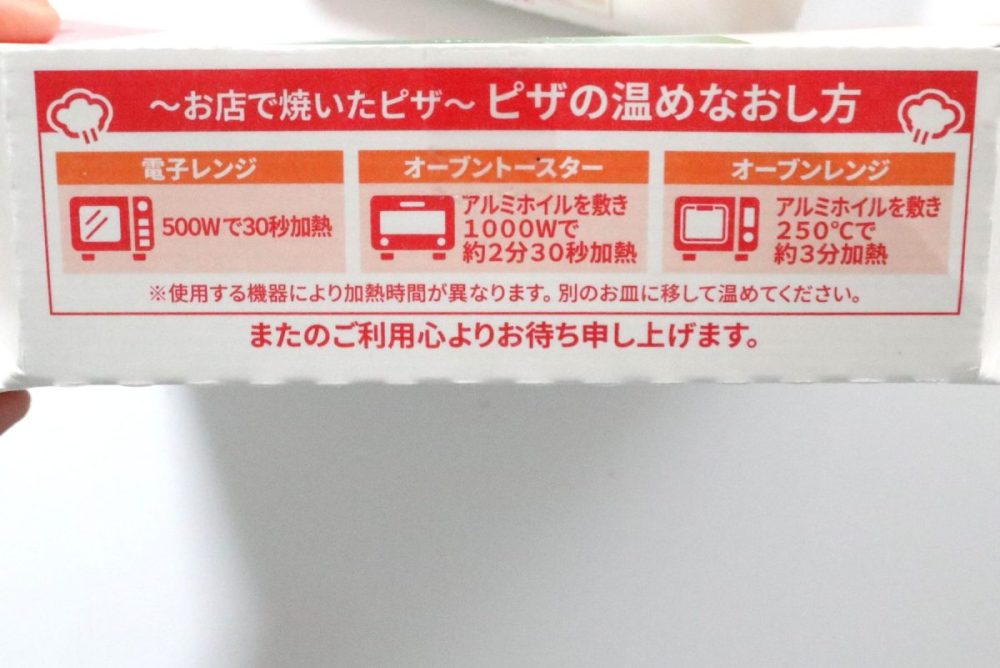 ～お店で焼いたピザ～ ピザの温めなおし方
電子レンジ
500Wで30秒加熱
オーブントースター
アルミホイルを敷き
1000Wで
約2分30秒加熱
オーブンレンジ
アルミホイルを敷き
250℃で
約3分加熱
※使用する機器により加熱時間が異なります。別のお皿に移して温めてください。
またのご利用心よりお待ち申し上げます。